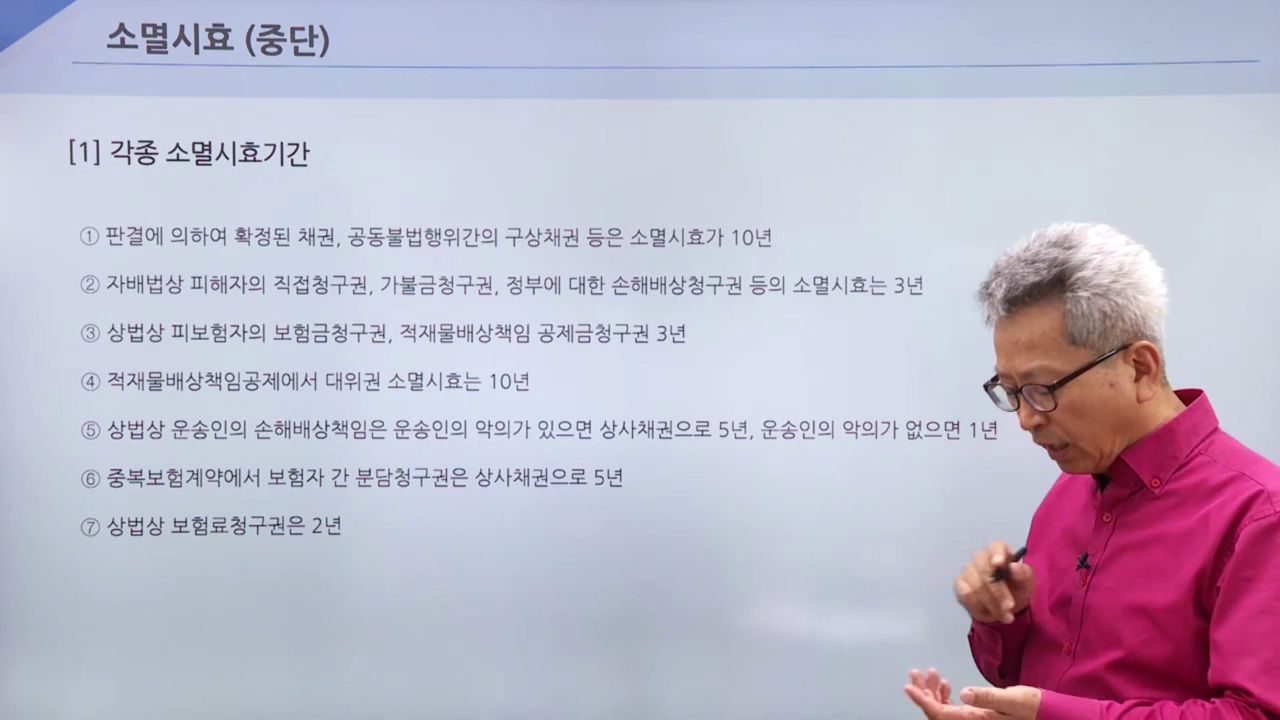 소멸시효 (중단)
[1] 각종 소멸시효기간
① 판결에 의하여 확정된 채권, 공동불법행위간의 구상채권 등은 소멸시효가 10년
② 자배법상 피해자의 직접청구권, 가불금청구권, 정부에 대한 손해배상청구권 등의 소멸시효는 3년
③ 상법상 피보험자의 보험금청구권, 적재물배상책임 공제금청구권 3년
④ 적재물배상책임공제에서 대위권 소멸시효는 10년
⑤ 상법상 운송인의 손해배상책임은 운송인의 악의가 있으면 상사채권으로 5년, 운송인의 악의가 없으면 1년
⑥ 중복보험계약에서 보험자 간 분담청구권은 상사채권으로 5년
⑦ 상법상 보험료청구권은 2년